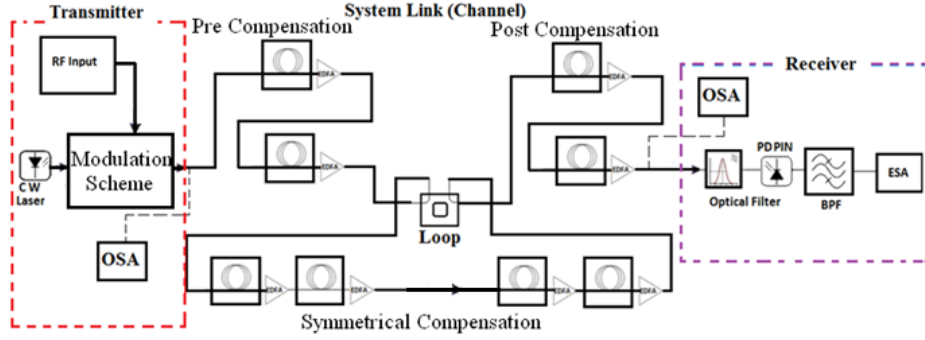 Transmitter
System Link (Channel)
Pre Compensation
Post Compensation
RF Input
EDFA
EDFA
Receiver
OSA
Modulation
Scheme
C W
Laser
EDFA
EDFA
PD PIN
ESA
Optical Filter
BPF
Loop
OSA
EDFA
EDFA
EDFA
EDFA
Symmetrical Compensation